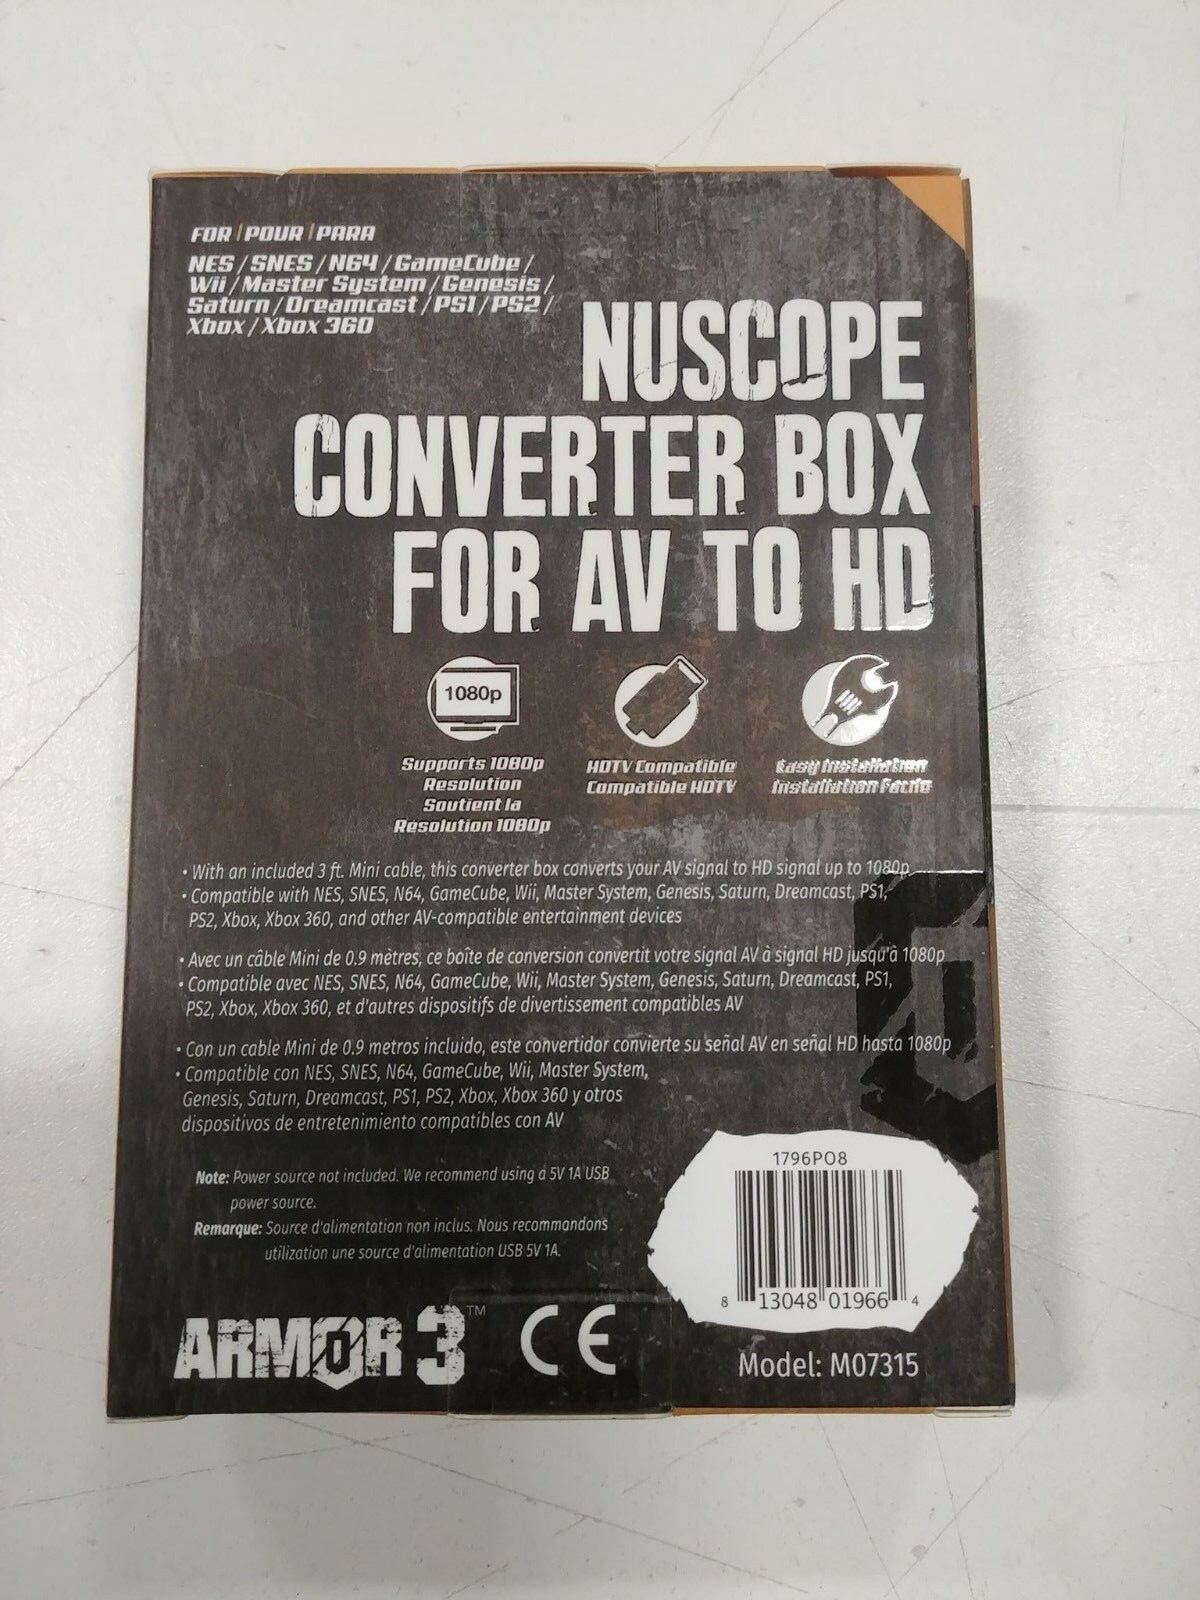 FOR | POUR | PARA
NES / SNES / N64 / GameCube /
Wii / Master System / Genesis /
Saturn / Dreamcast / PS1 / PS2 /
Xbox / Xbox 360
NUSCOPE
CONVERTER BOX
FOR AV TO HD
1080p
Supports 1080p
Resolution
Soutient la
Résolution 1080p
HDTV Compatible
Compatible HDTV
Easy Installation
Installation Facile
• With an included 3 ft. Mini cable, this converter box converts your AV signal to HD signal up to 1080p
• Compatible with NES, SNES, N64, GameCube, Wii, Master System, Genesis, Saturn, Dreamcast, PS1,
PS2, Xbox, Xbox 360, and other AV-compatible entertainment devices
• Avec un câble Mini de 0.9 mètres, ce boîte de conversion convertit votre signal AV à signal HD jusqu'à 1080p
• Compatible avec NES, SNES, N64, GameCube, Wii, Master System, Genesis, Saturn, Dreamcast, PS1,
PS2, Xbox, Xbox 360, et d'autres dispositifs de divertissement compatibles AV
• Con un cable Mini de 0.9 metros incluido, este convertidor convierte su señal AV en señal HD hasta 1080p
• Compatible con NES, SNES, N64, GameCube, Wii, Master System,
Genesis, Saturn, Dreamcast, PS1, PS2, Xbox, Xbox 360 y otros
dispositivos de entretenimiento compatibles con AV
Note: Power source not included. We recommend using a 5V 1A USB
power source.
Remarque: Source d'alimentation non inclus. Nous recommandons
utilization une source d'alimentation USB 5V 1A.
1796PO8
8 13048 01966 4
ARMOR 3™
CE
Model: M07315